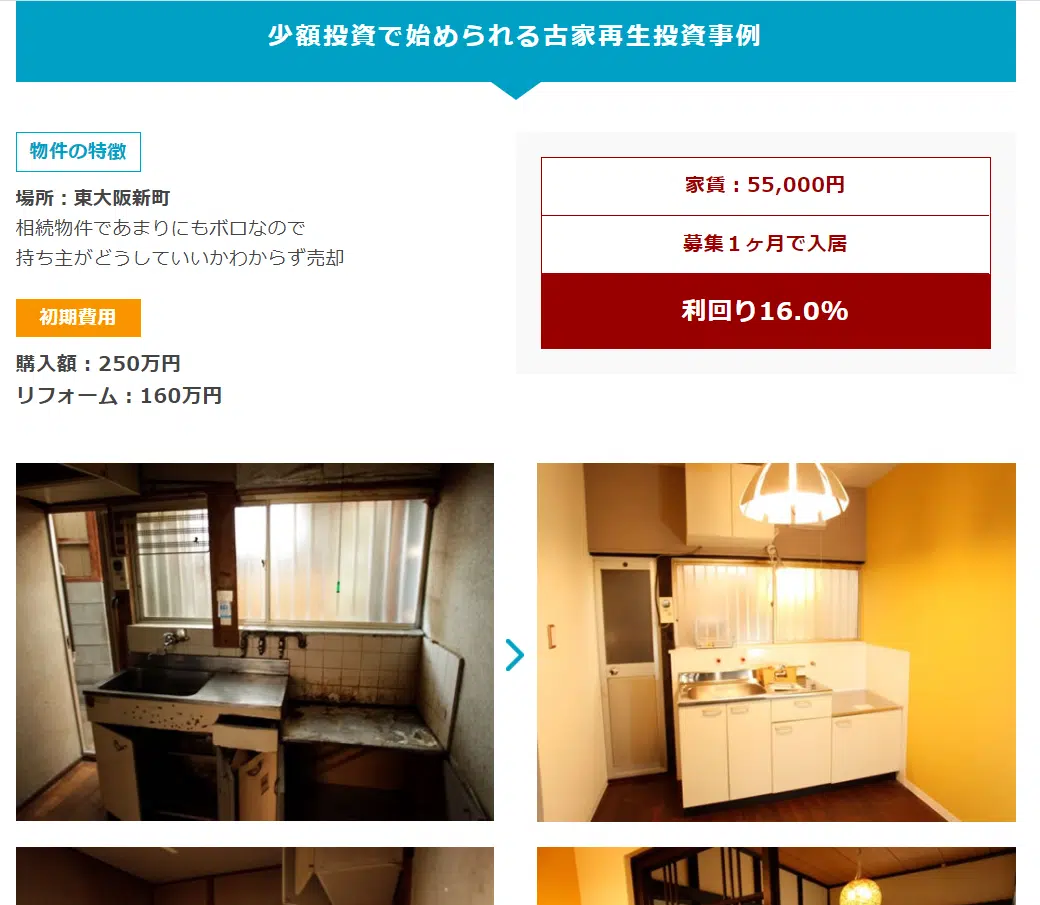 少額投資で始められる古家再生投資事例
物件の特徴
場所：東大阪新町
相続物件であまりにもボロなので
持ち主がどうしていいかわからず売却
初期費用
購入額：250万円
リフォーム：160万円
家賃：55,000円
募集１ヶ月で入居
利回り16.0%